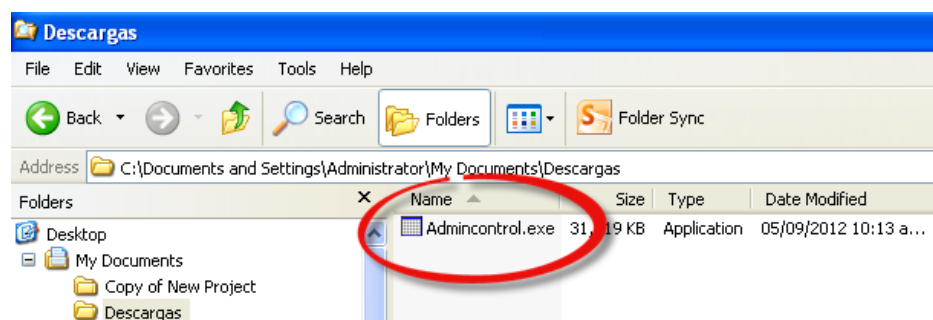 Descargas
File Edit View Favorites Tools Help
Back Search Folders Folder Sync
Address C:\Documents and Settings\Administrator\My Documents\Descargas
Folders X Name Size Type Date Modified
Desktop Admincontrol.exe KB Application 05/09/2012 10:13 a...
My Documents
Copy of New Project
Descargas